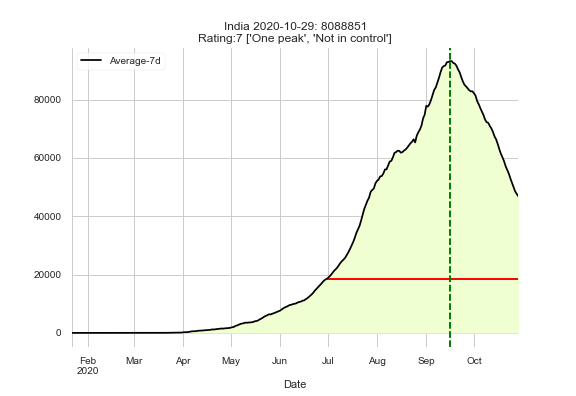 India 2020-10-29: 8088851
Rating:7 ['One peak', 'Not in control']
Average-7d
80000
60000
40000
20000
0
Feb Mar Apr May Jun Jul Aug Sep Oct
2020
Date